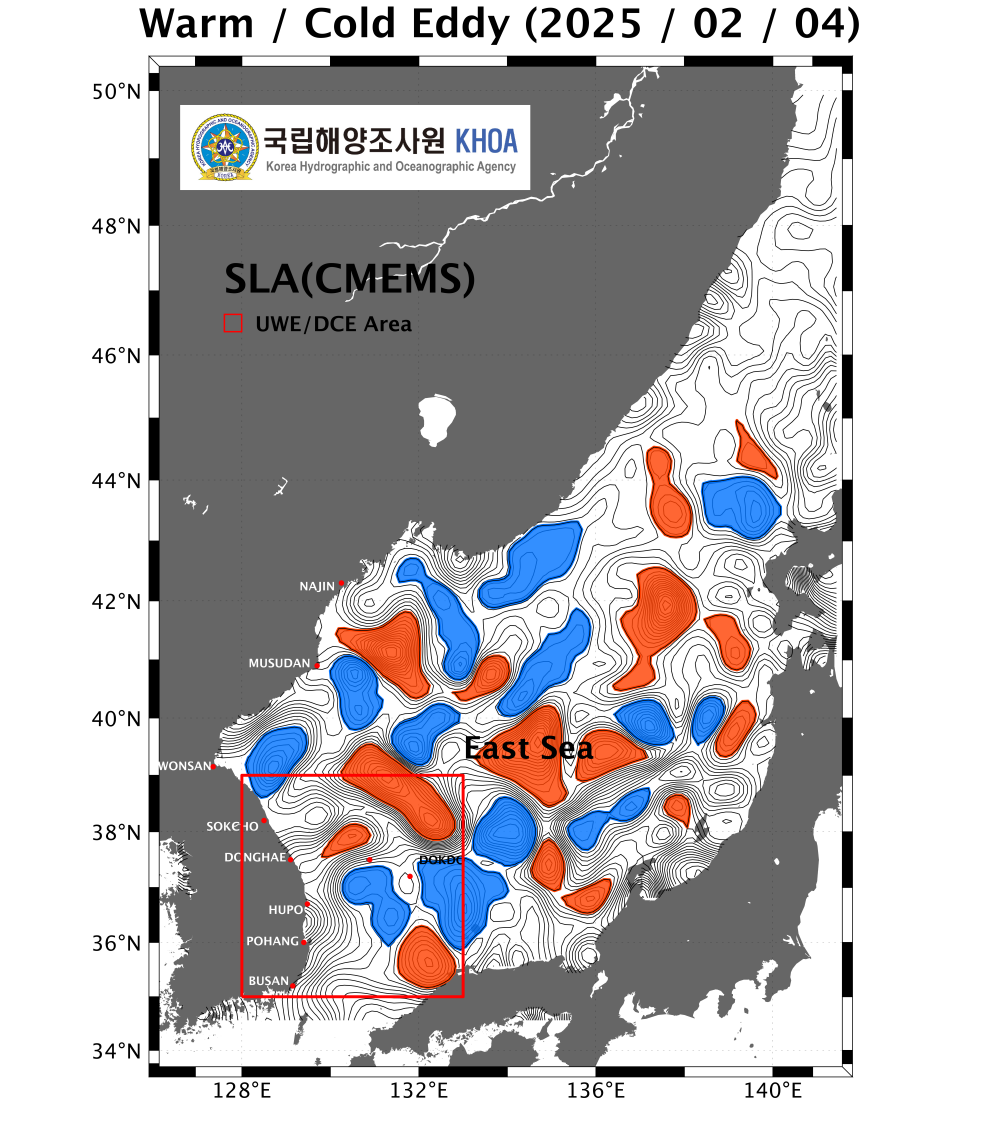 Warm / Cold Eddy (2025 / 02 / 04)
50°N
국립해양조사원 KHOA
Korea Hydrographic and Oceanographic Agency
48°N
SLA(CMEMS)
UWE/DCE Area
46°N
44°N
NAJIN
42°N
MUSUDAN
40°N
East Sea
WONSAN
SOKCHO
38°N
DONGHAE
DOKDO
HUPO
POHANG
36°N
BUSAN
34°N
128°E
132°E
136°E
140°E